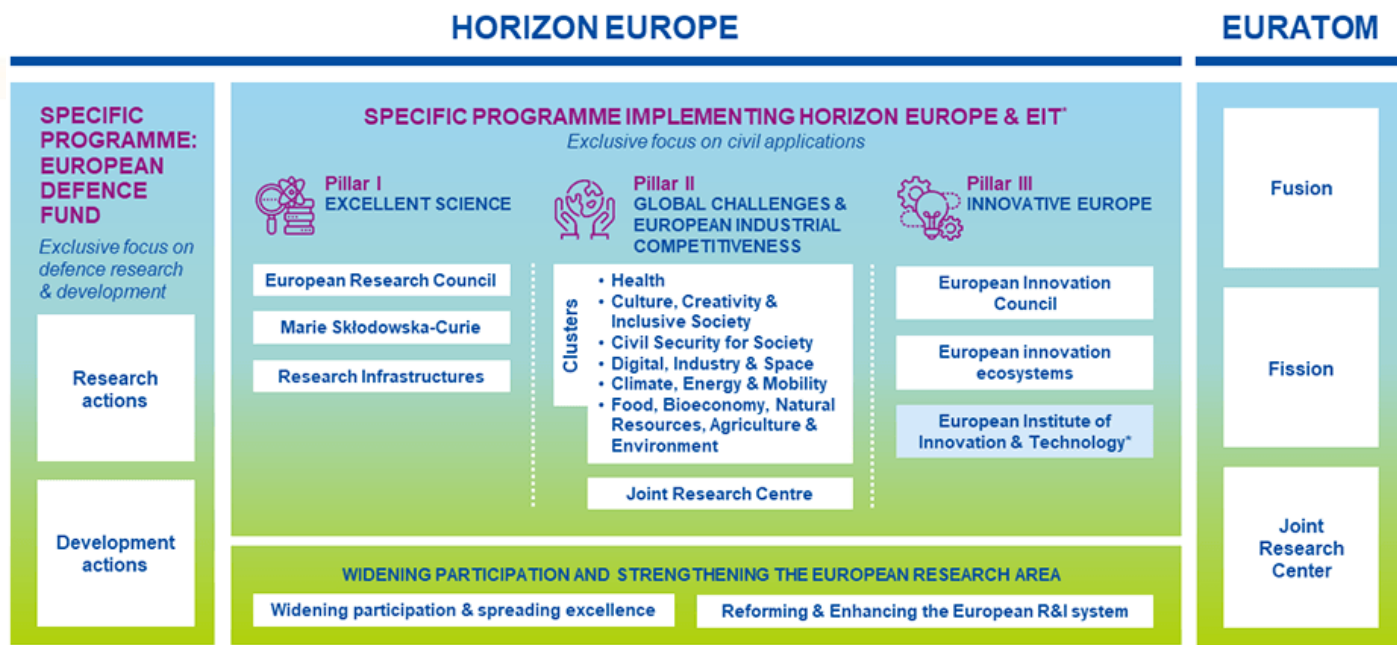 HORIZON EUROPE
EURATOM
SPECIFIC
PROGRAMME:
EUROPEAN
DEFENCE
FUND
Exclusive focus on
defence research
& development
Research
actions
Development
actions
SPECIFIC PROGRAMME IMPLEMENTING HORIZON EUROPE & EIT*
Exclusive focus on civil applications
Pillar I
EXCELLENT SCIENCE
European Research Council
Marie Skłodowska-Curie
Research Infrastructures
Pillar II
GLOBAL CHALLENGES &
EUROPEAN INDUSTRIAL
COMPETITIVENESS
Clusters
• Health
• Culture, Creativity &
Inclusive Society
• Civil Security for Society
• Digital, Industry & Space
• Climate, Energy & Mobility
• Food, Bioeconomy, Natural
Resources, Agriculture &
Environment
Joint Research Centre
Pillar III
INNOVATIVE EUROPE
European Innovation
Council
European innovation
ecosystems
European Institute of
Innovation & Technology*
WIDENING PARTICIPATION AND STRENGTHENING THE EUROPEAN RESEARCH AREA
Widening participation & spreading excellence
Reforming & Enhancing the European R&I system
Fusion
Fission
Joint
Research
Center